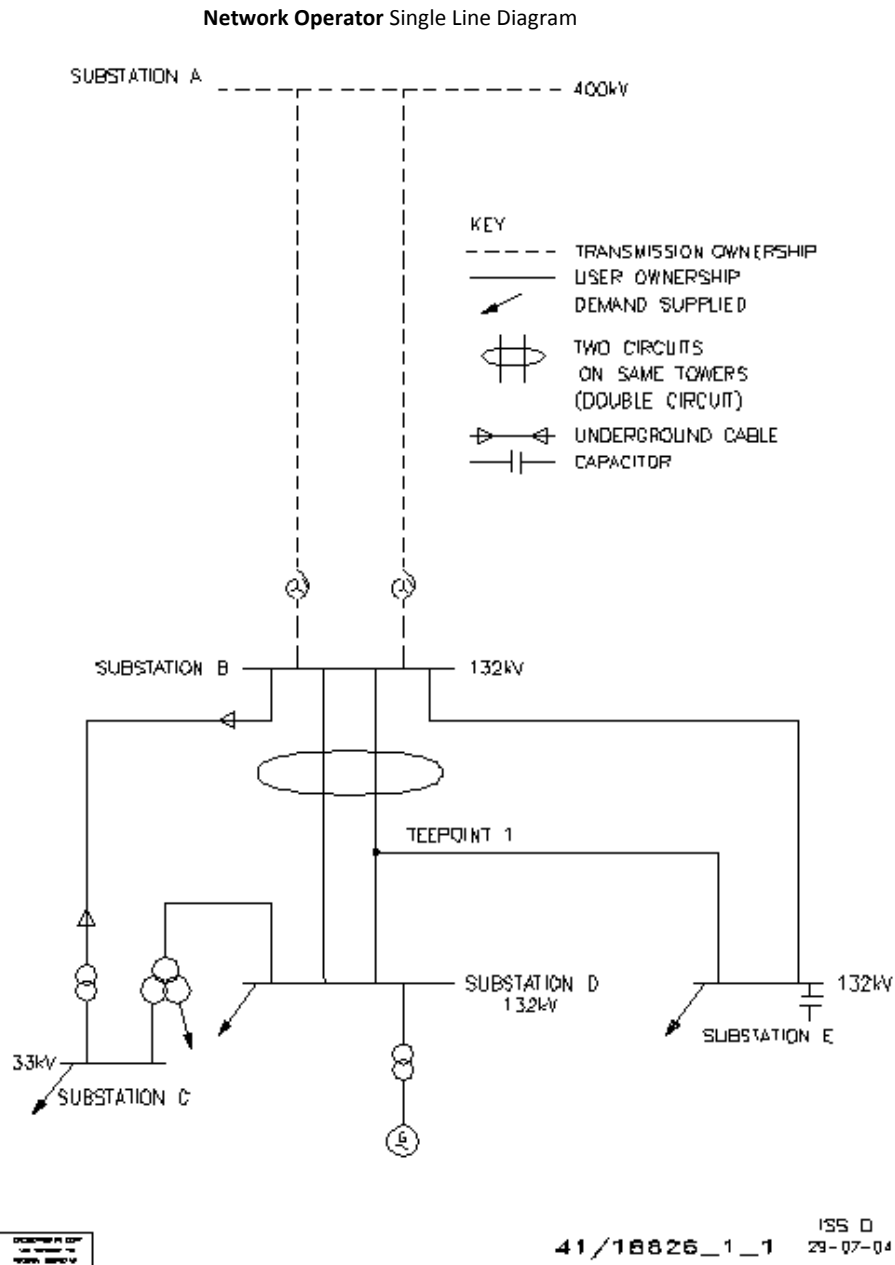 Network Operator Single Line Diagram
SUBSTATION A
400kV
KEY
TRANSMISSION OWNERSHIP
USER OWNERSHIP
DEMAND SUPPLIED
TWO CIRCUITS
ON SAME TOWERS
(DOUBLE CIRCUIT)
UNDERGROUND CABLE
CAPACITOR
SUBSTATION B
132kV
TEEPOINT 1
SUBSTATION D
132kV
132kV
SUBSTATION E
33kV
SUBSTATION C
G
ISS D
41/18826_1_1
29-07-04